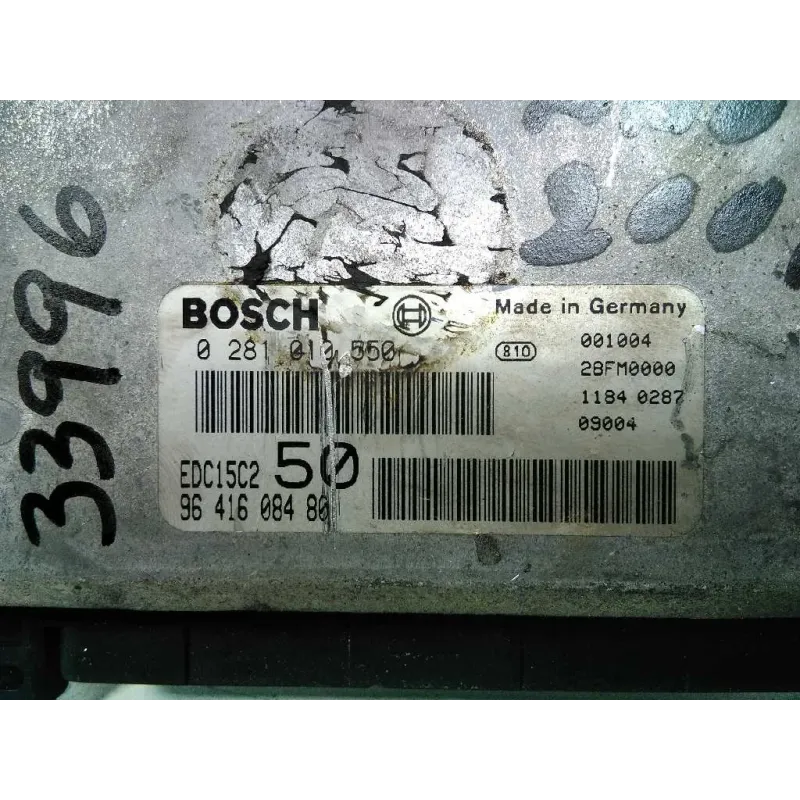 33996
BOSCH
Made in Germany
0 281 010 550
810
001004
28FM0000
1184 0287
09004
EDC15C2 50
96 416 084 80